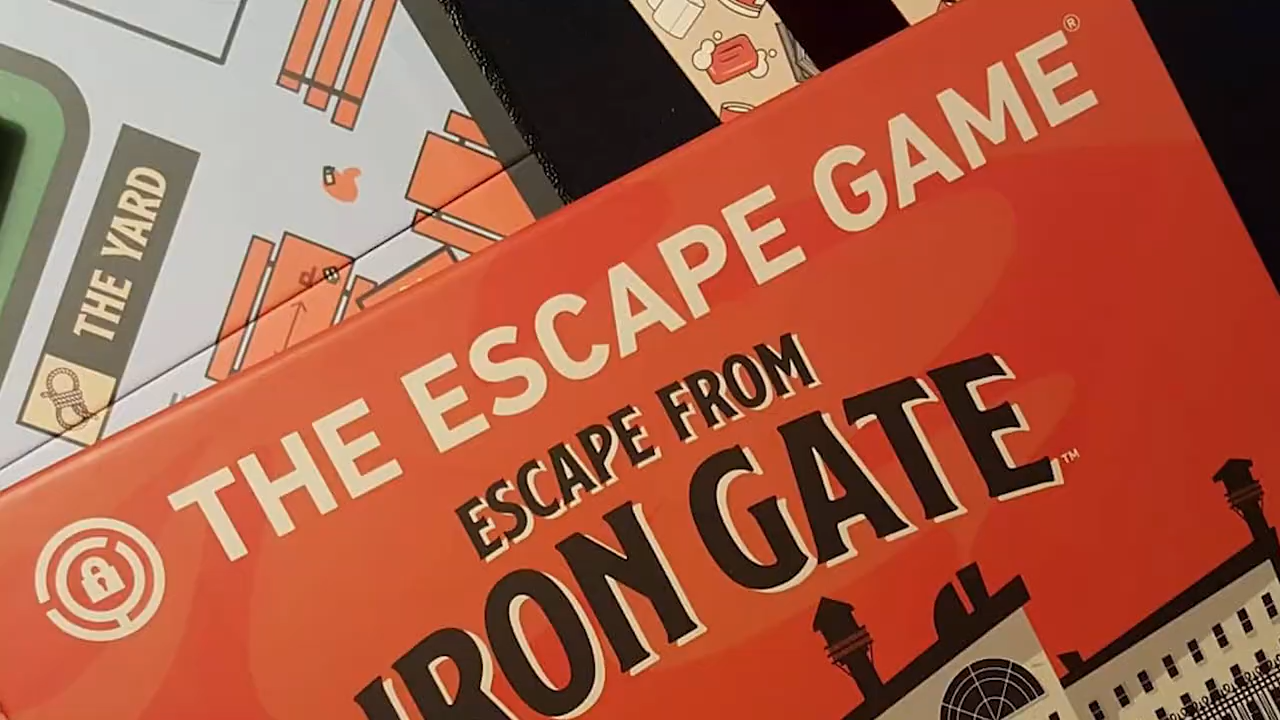 THE YARD
THE ESCAPE GAME®
ESCAPE FROM
IRON GATE™